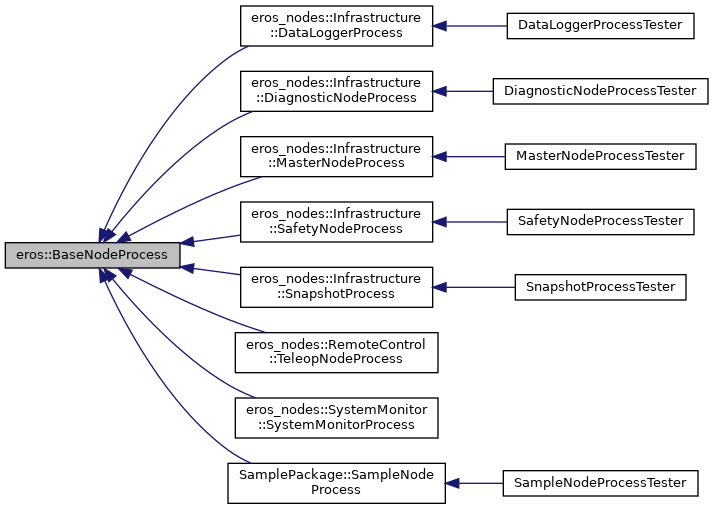 eros_nodes::Infrastructure
::DataLoggerProcess
DataLoggerProcessTester
eros_nodes::Infrastructure
::DiagnosticNodeProcess
DiagnosticNodeProcessTester
eros_nodes::Infrastructure
::MasterNodeProcess
MasterNodeProcessTester
eros_nodes::Infrastructure
::SafetyNodeProcess
SafetyNodeProcessTester
eros::BaseNodeProcess
eros_nodes::Infrastructure
::SnapshotProcess
SnapshotProcessTester
eros_nodes::RemoteControl
::TeleopNodeProcess
eros_nodes::SystemMonitor
::SystemMonitorProcess
SamplePackage::SampleNode
Process
SampleNodeProcessTester